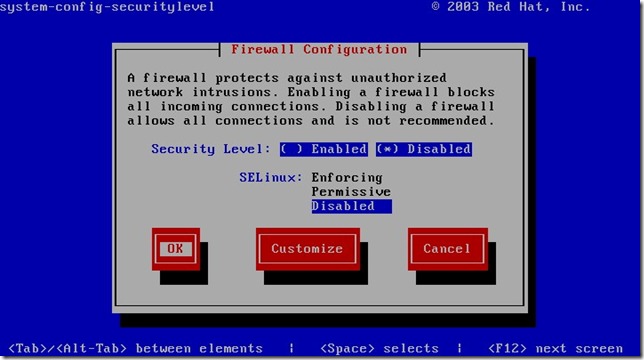 system-config-securitylevel © 2003 Red Hat, Inc.
Firewall Configuration
A firewall protects against unauthorized
network intrusions. Enabling a firewall blocks
all incoming connections. Disabling a firewall
allows all connections and is not recommended.
Security Level: ( ) Enabled (*) Disabled
SELinux: Enforcing
Permissive
Disabled
OK Customize Cancel
<Tab>/<Alt-Tab> between elements ¦ <Space> selects ¦ <F12> next screen